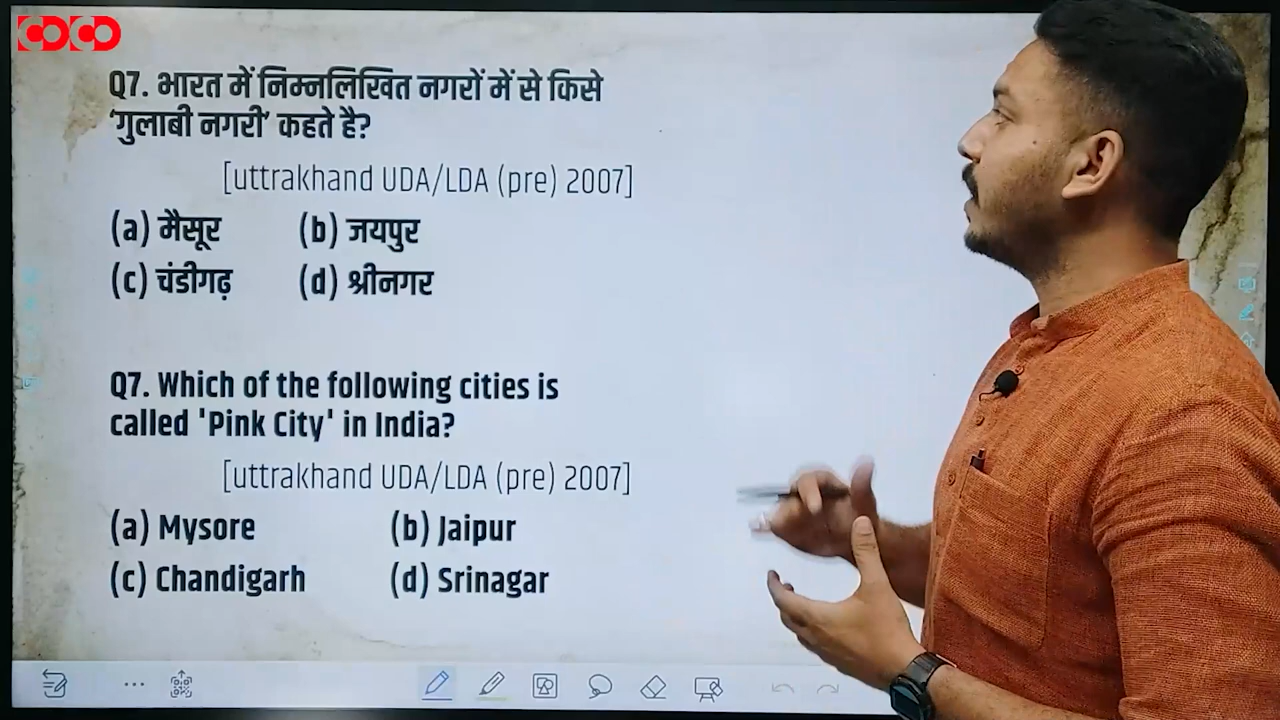 COCO
Q7. भारत में निम्नलिखित नगरों में से किसे
'गुलाबी नगरी' कहते है?
[uttrakhand UDA/LDA (pre) 2007]
(a) मैसूर (b) जयपुर
(c) चंडीगढ़ (d) श्रीनगर
Q7. Which of the following cities is
called 'Pink City' in India?
[uttrakhand UDA/LDA (pre) 2007]
(a) Mysore (b) Jaipur
(c) Chandigarh (d) Srinagar